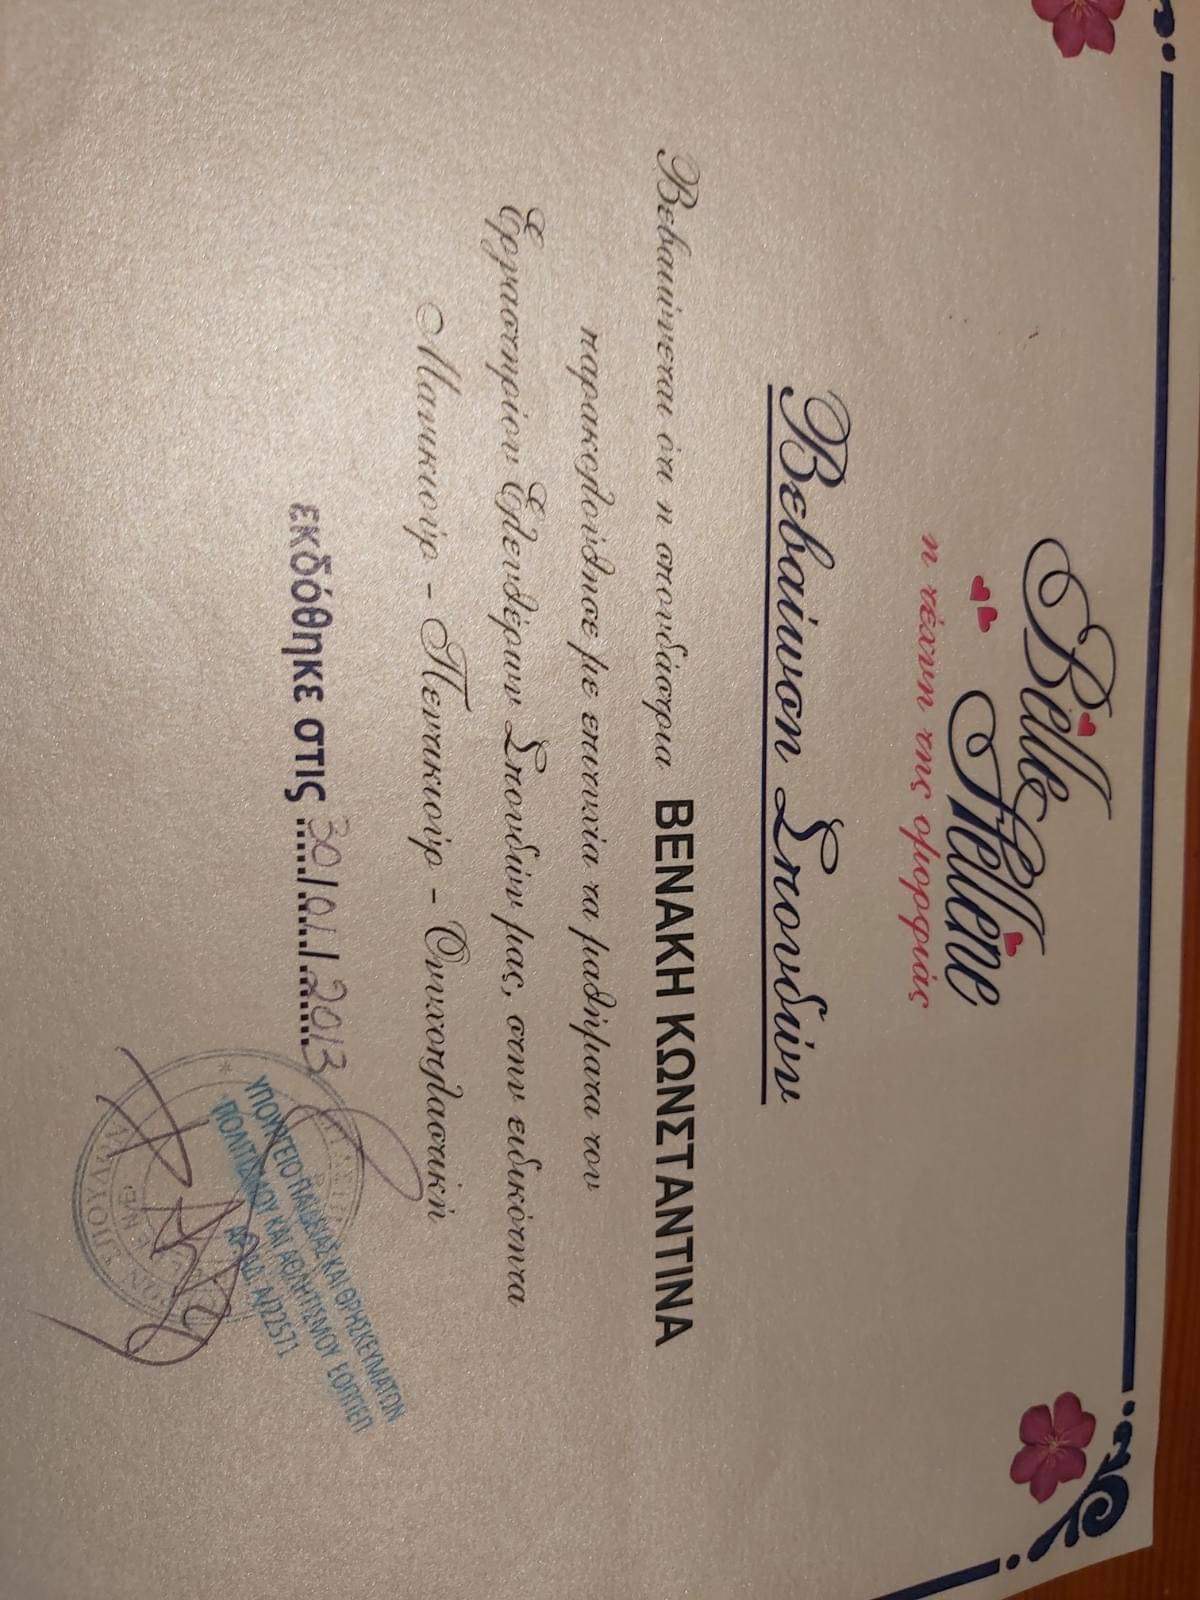 Belle
Hellene
η τέχνη της ομορφιάς
Βεβαίωση Σπουδών
Βεβαιώνεται ότι η σπουδάστρια ΒΕΝΑΚΗ ΚΩΝΣΤΑΝΤΙΝΑ
παρακολούθησε με επιτυχία τα μαθήματα του
Εργαστηρίου Ελευθέρων Σπουδών μας, στην ειδικότητα
Μανικιούρ - Πεντικιούρ - Ονυχοπλαστική
εκδόθηκε στις 30/01/2013
ΥΠΟΥΡΓΕΙΟ ΠΑΙΔΕΙΑΣ ΚΑΙ ΘΡΗΣΚΕΥΜΑΤΩΝ
ΠΟΛΙΤΙΣΜΟΥ ΚΑΙ ΑΘΛΗΤΙΣΜΟΥ ΕΟΠΠΕΠ
Α/22571